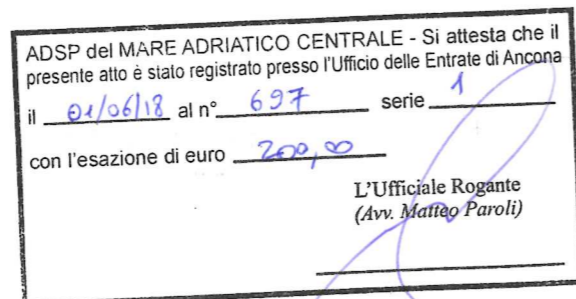 ADSP del MARE ADRIATICO CENTRALE - Si attesta che il
presente atto è stato registrato presso l'Ufficio delle Entrate di Ancona
il 01/06/18 al n° 697 serie 1
con l'esazione di euro 200,00
L'Ufficiale Rogante
(Avv. Matteo Paroli)